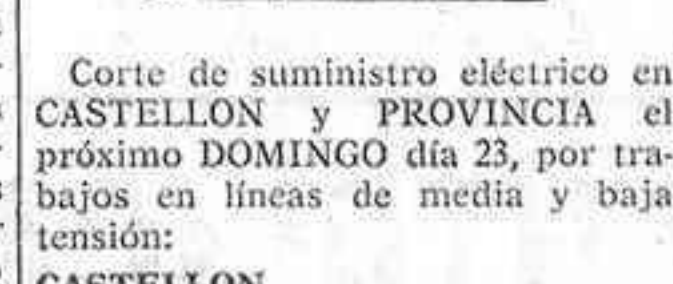 Corte de suministro eléctrico en
CASTELLON y PROVINCIA el
próximo DOMINGO día 23, por tra-
bajos en líneas de media y baja
tensión:
CASTELLON